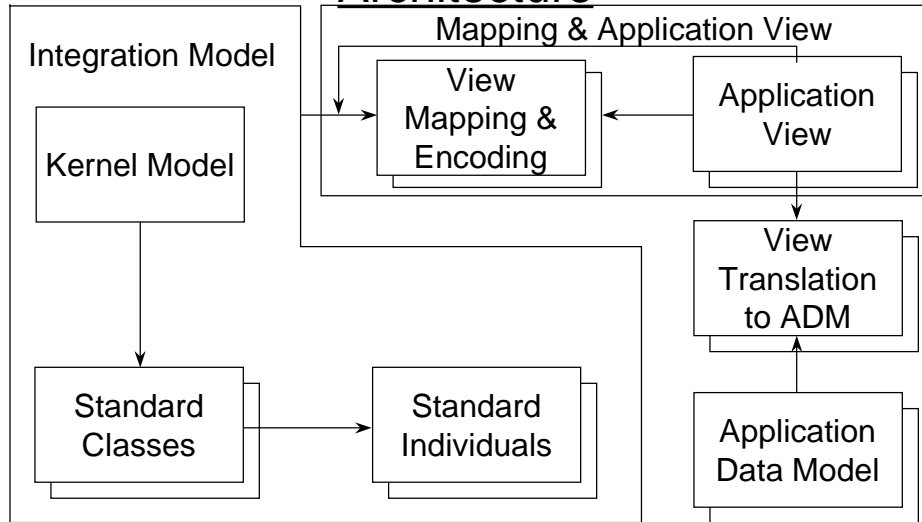 Architecture
Mapping & Application View
Integration Model
View
Mapping &
Encoding
Application
View
Kernel Model
View
Translation
to ADM
Standard
Classes
Standard
Individuals
Application
Data Model